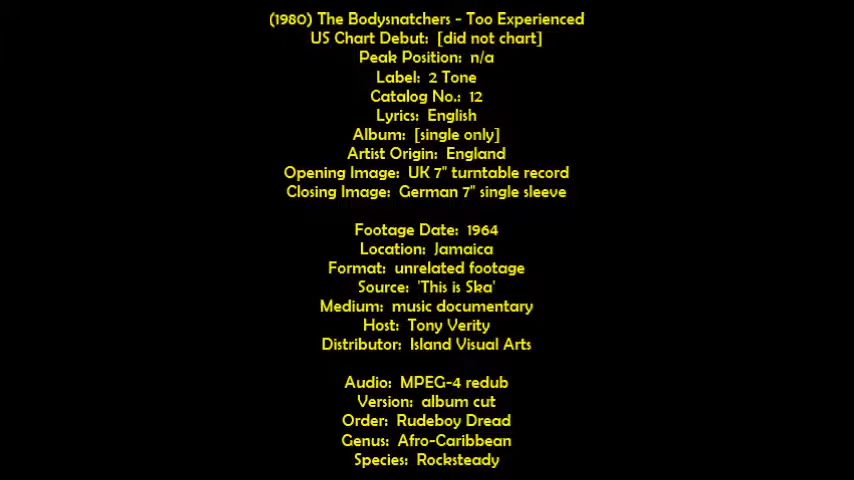 (1980) The Bodysnatchers - Too Experienced
US Chart Debut: [did not chart]
Peak Position: n/a
Label: 2 Tone
Catalog No.: 12
Lyrics: English
Album: [single only]
Artist Origin: England
Opening Image: UK 7" turntable record
Closing Image: German 7" single sleeve
Footage Date: 1964
Location: Jamaica
Format: unrelated footage
Source: 'This is Ska'
Medium: music documentary
Host: Tony Verity
Distributor: Island Visual Arts
Audio: MPEG-4 redub
Version: album cut
Order: Rudeboy Dread
Genus: Afro-Caribbean
Species: Rocksteady